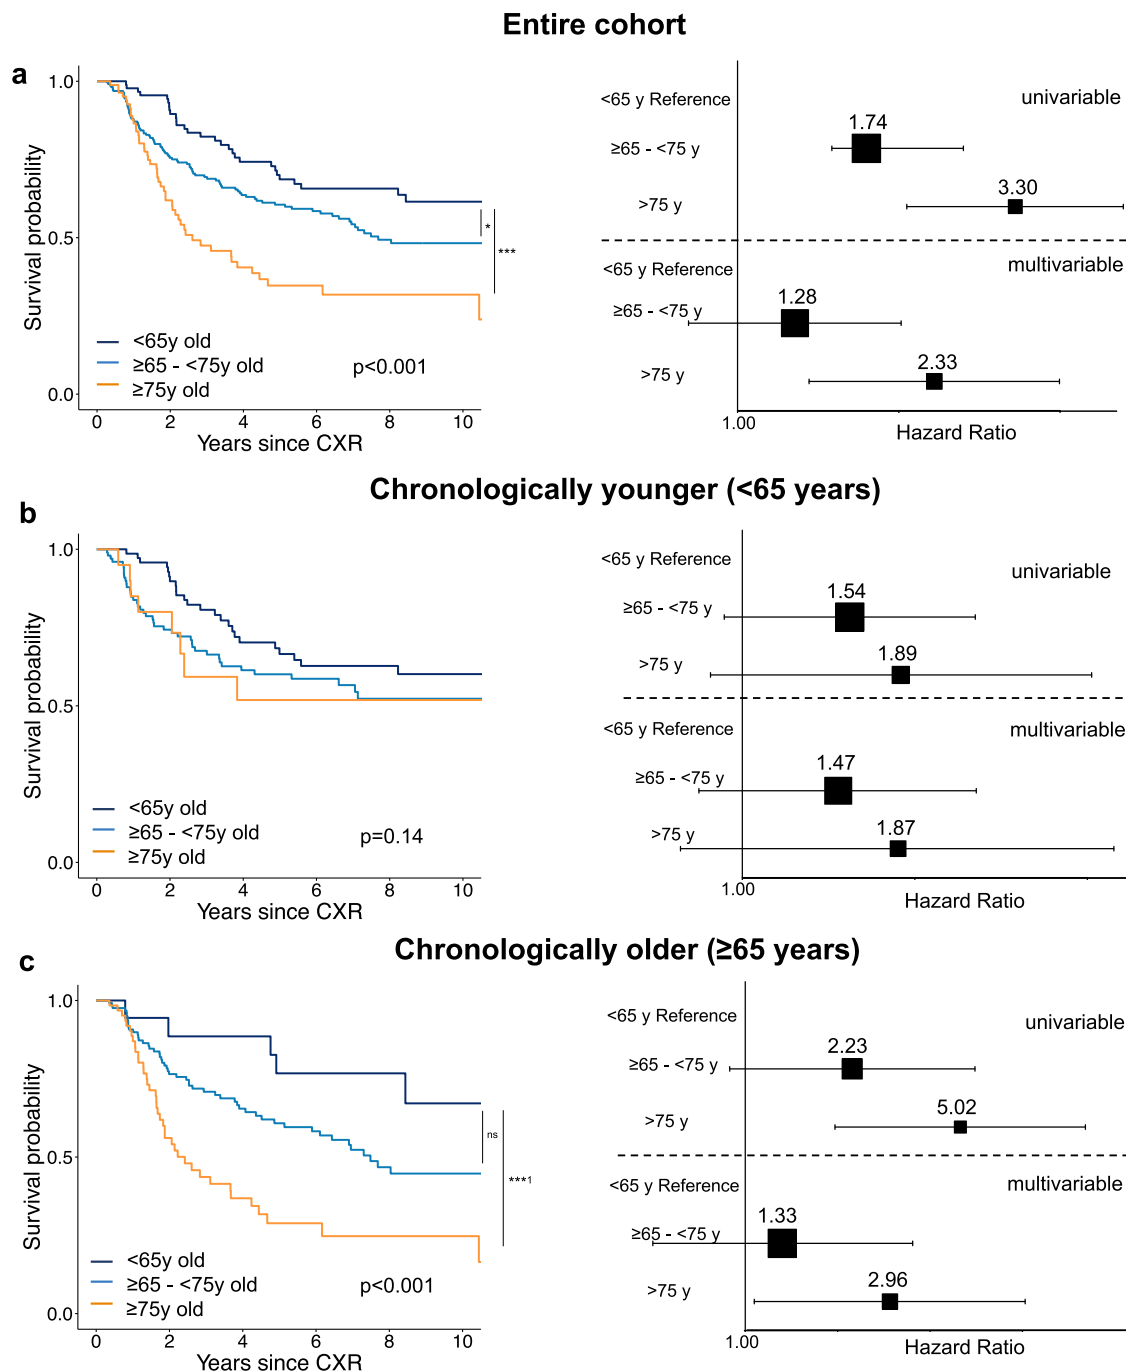 Entire cohort
a
1.0
0.5
0.0
Survival probability
<65y old
≥65 - <75y old
≥75y old
p<0.001
*
***
0 2 4 6 8 10
Years since CXR
<65 y Reference
univariable
≥65 - <75 y
1.74
>75 y
3.30
<65 y Reference
multivariable
≥65 - <75 y
1.28
>75 y
2.33
1.00
Hazard Ratio
Chronologically younger (<65 years)
b
1.0
0.5
0.0
Survival probability
<65y old
≥65 - <75y old
≥75y old
p=0.14
0 2 4 6 8 10
Years since CXR
<65 y Reference
univariable
≥65 - <75 y
1.54
>75 y
1.89
<65 y Reference
multivariable
≥65 - <75 y
1.47
>75 y
1.87
1.00
Hazard Ratio
Chronologically older (≥65 years)
c
1.0
0.5
0.0
Survival probability
<65y old
≥65 - <75y old
≥75y old
p<0.001
ns
***1
0 2 4 6 8 10
Years since CXR
<65 y Reference
univariable
≥65 - <75 y
2.23
>75 y
5.02
<65 y Reference
multivariable
≥65 - <75 y
1.33
>75 y
2.96
1.00
Hazard Ratio